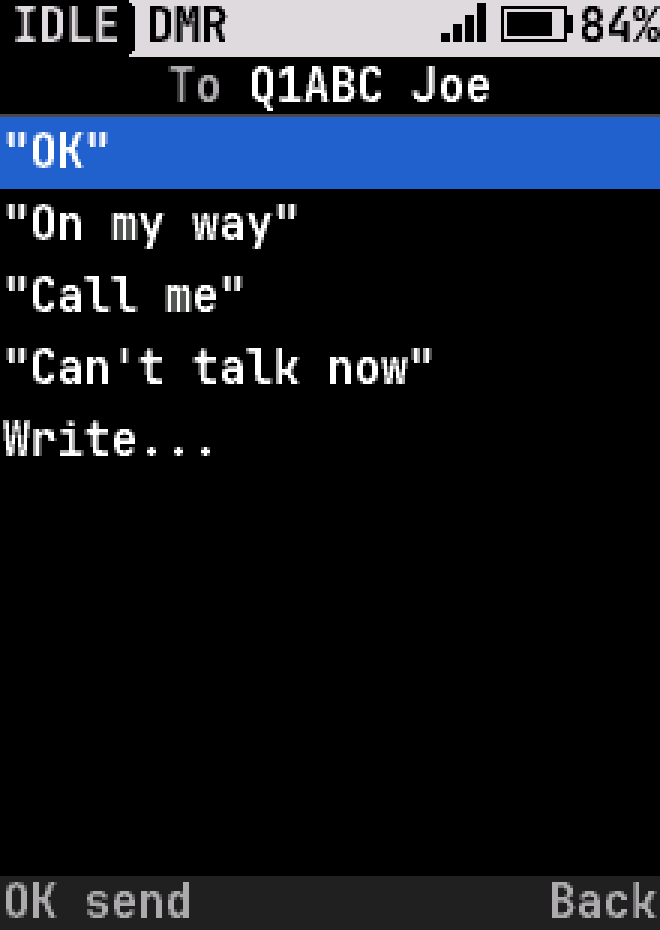 IDLE DMR 84%
To Q1ABC Joe
"OK"
"On my way"
"Call me"
"Can't talk now"
Write...
OK send Back